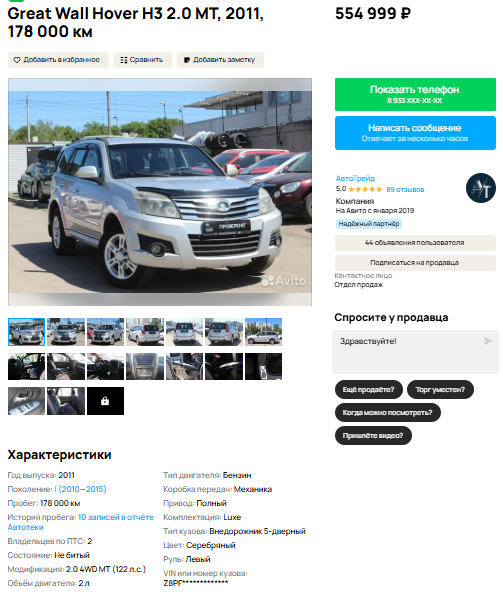 Great Wall Hover H3 2.0 MT, 2011,
178 000 км
554 999 ₽
Добавить в избранное
Сравнить
Добавить заметку
Показать телефон
8 933 XXX-XX-XX
Написать сообщение
Отвечает за несколько часов
ПРОВЕРЕНО
Avito
АвтоТрейд
5,0 ★★★★★ 89 отзывов
Компания
На Авито с января 2019
Надёжный партнёр
44 объявления пользователя
Подписаться на продавца
Контактное лицо
Отдел продаж
Спросите у продавца
Здравствуйте!
Ещё продаёте?
Торг уместен?
Когда можно посмотреть?
Пришлёте видео?
Характеристики
Год выпуска: 2011
Поколение: I (2010—2015)
Пробег: 178 000 км
История пробега: 10 записей в отчёте
Автотеки
Владельцев по ПТС: 2
Состояние: Не битый
Модификация: 2.0 4WD MT (122 л.с.)
Объём двигателя: 2 л
Тип двигателя: Бензин
Коробка передач: Механика
Привод: Полный
Комплектация: Luxe
Тип кузова: Внедорожник 5-дверный
Цвет: Серебряный
Руль: Левый
VIN или номер кузова:
Z8PF*************